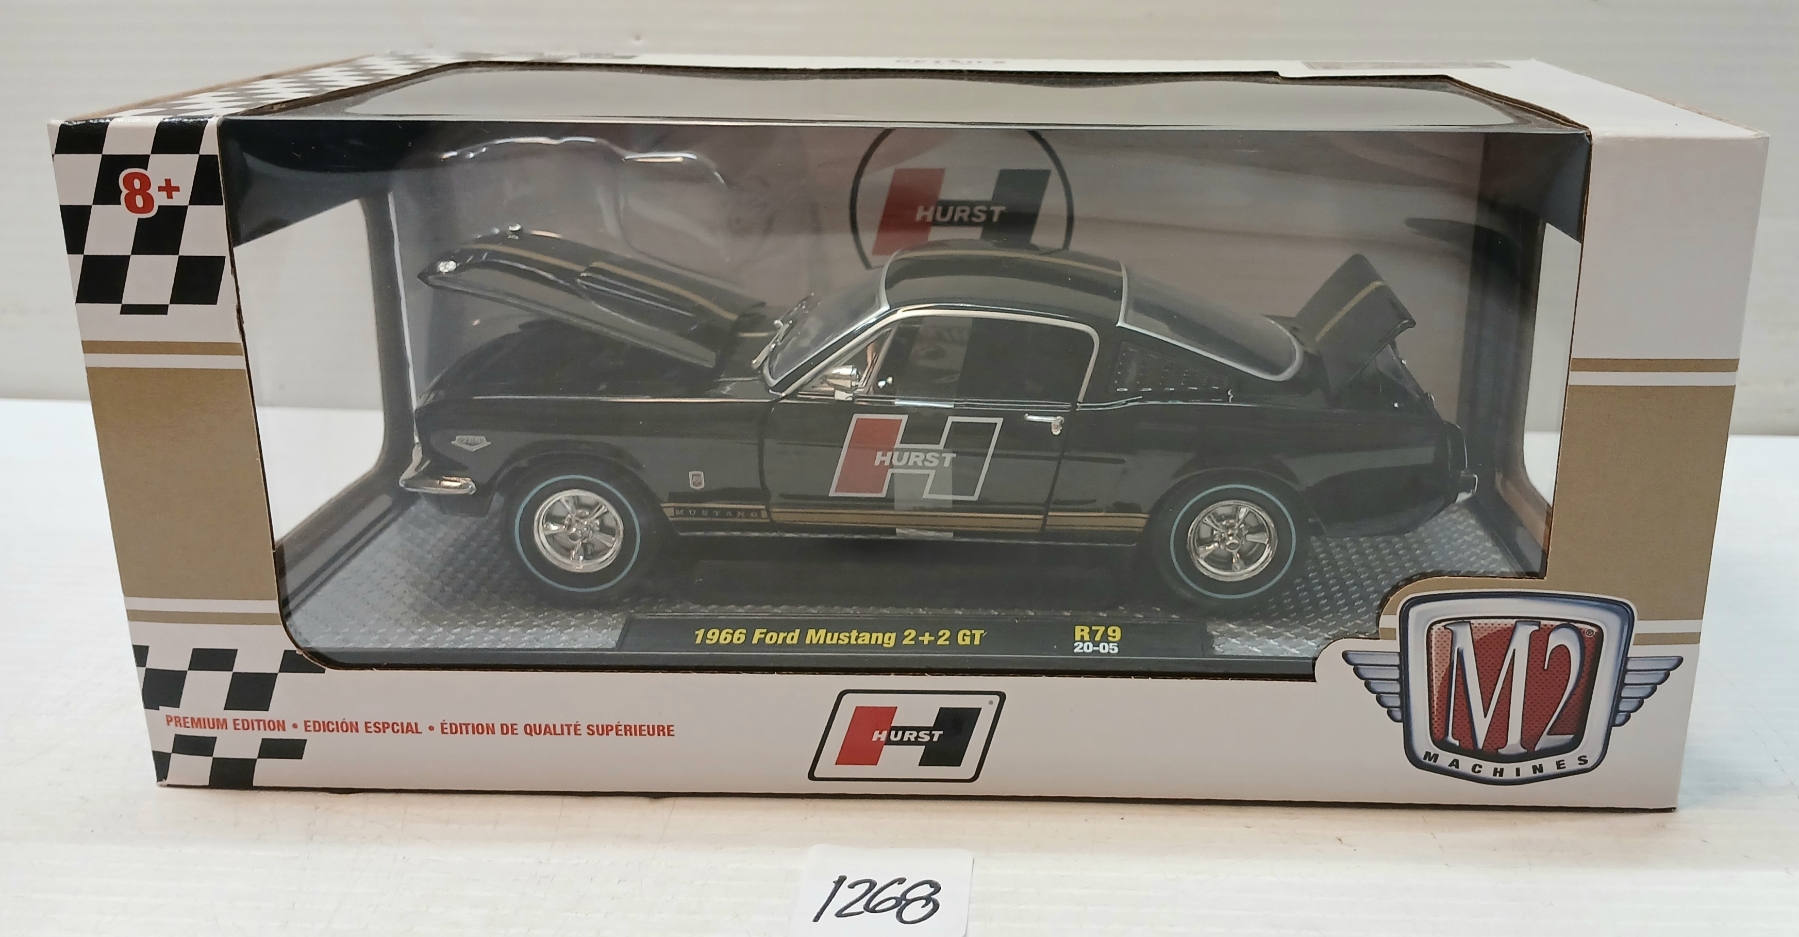 8+
HURST
HURST
MUSTANG
1966 Ford Mustang 2+2 GT R79
20-05
PREMIUM EDITION • EDICIÓN ESPCIAL • ÉDITION DE QUALITÉ SUPÉRIEURE
HURST
M2®
MACHINES
1268